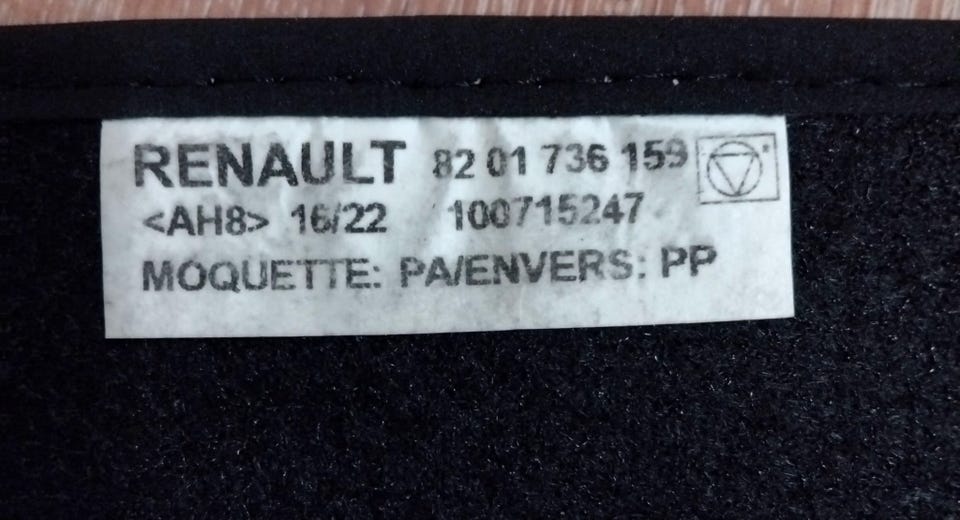 RENAULT 82 01 736 159
<AH8> 16/22 100715247
MOQUETTE: PA/ENVERS: PP